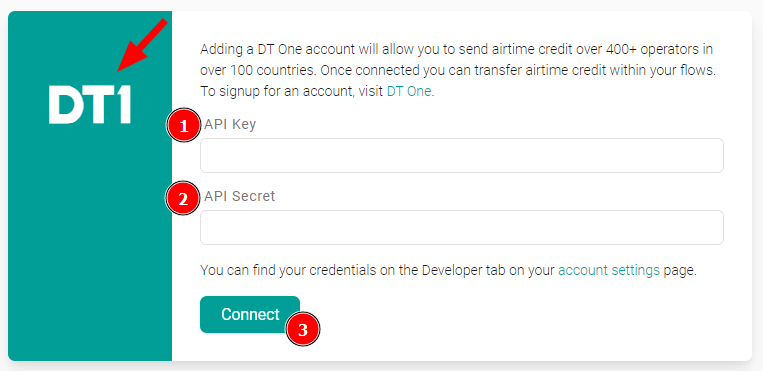 DT1
Adding a DT One account will allow you to send airtime credit over 400+ operators in
over 100 countries. Once connected you can transfer airtime credit within your flows.
To signup for an account, visit DT One.
1 API Key
2 API Secret
You can find your credentials on the Developer tab on your account settings page.
Connect
3